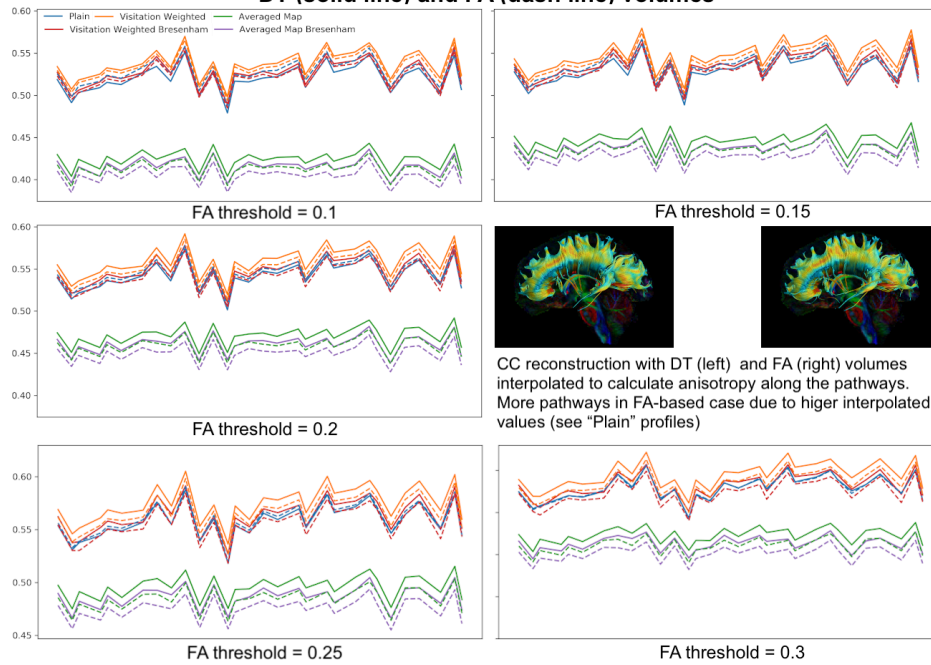 DT (solid line) and FA (dash line) volumes
Plain
Visitation Weighted
Averaged Map
Visitation Weighted Bresenham
Averaged Map Bresenham
0.55
0.50
0.45
0.40
FA threshold = 0.1
FA threshold = 0.15
0.60
0.55
0.50
0.45
0.40
FA threshold = 0.2
CC reconstruction with DT (left) and FA (right) volumes
interpolated to calculate anisotropy along the pathways.
More pathways in FA-based case due to higer interpolated
values (see “Plain” profiles)
0.60
0.55
0.50
0.45
FA threshold = 0.25
FA threshold = 0.3